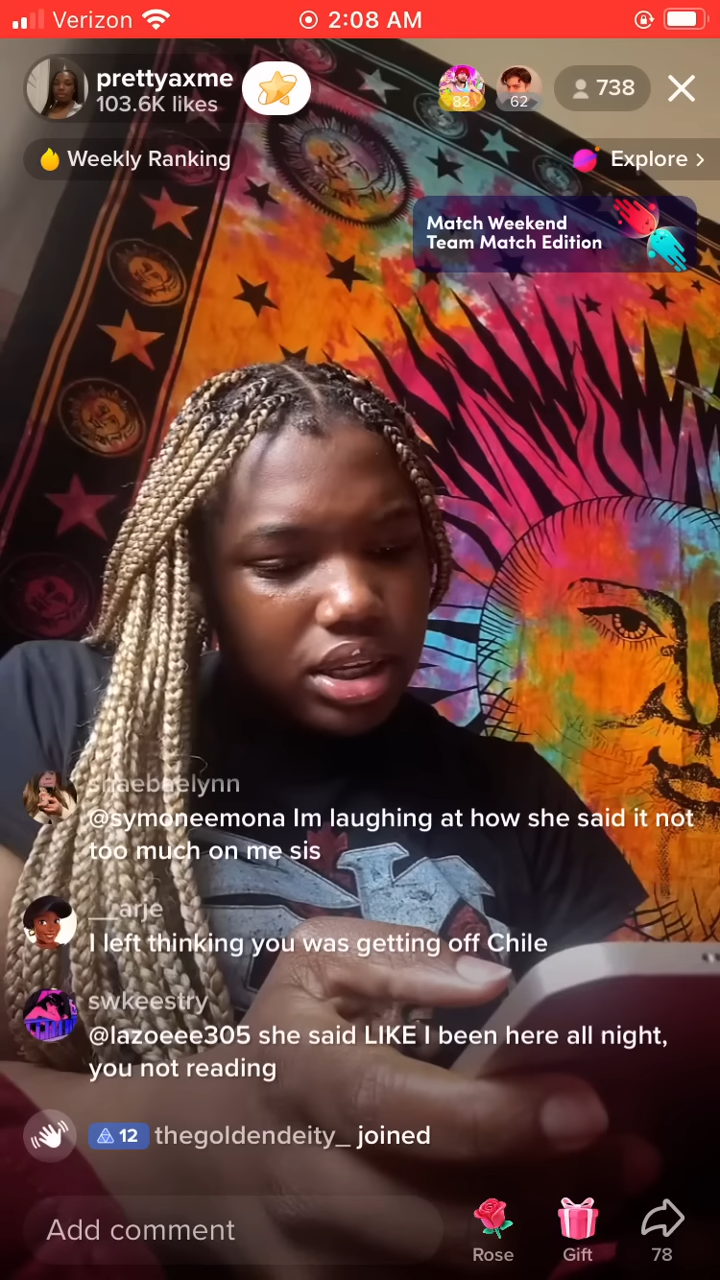 Verizon 2:08 AM
prettyaxme
103.6K likes
82 62 738
Weekly Ranking Explore >
Match Weekend
Team Match Edition
shaebaelynn
@symoneemona Im laughing at how she said it not
too much on me sis
__arje
I left thinking you was getting off Chile
swkeestry
@lazoeee305 she said LIKE I been here all night,
you not reading
12 thegoldendeity_ joined
Add comment
Rose Gift 78